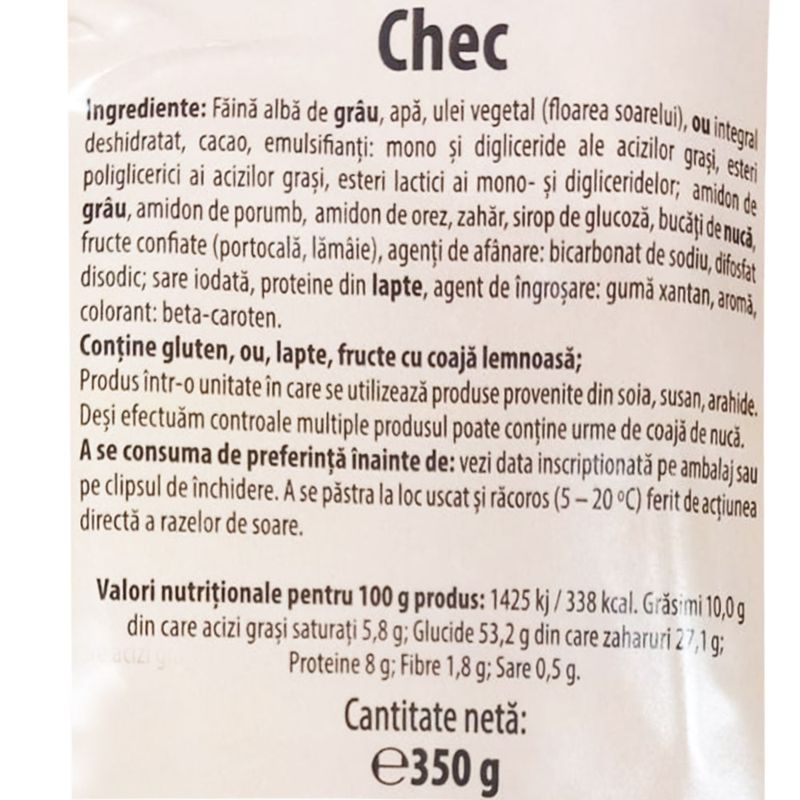 Chec
Ingrediente: Făină albă de grâu, apă, ulei vegetal (floarea soarelui), ou integral
deshidratat, cacao, emulsifianți: mono și digliceride ale acizilor grași, esteri
poliglicerici ai acizilor grași, esteri lactici ai mono- și digliceridelor; amidon de
grâu, amidon de porumb, amidon de orez, zahăr, sirop de glucoză, bucăți de nucă,
fructe confiate (portocală, lămâie), agenți de afânare: bicarbonat de sodiu, difosfat
disodic; sare iodată, proteine din lapte, agent de îngroșare: gumă xantan, aromă,
colorant: beta-caroten.
Conține gluten, ou, lapte, fructe cu coajă lemnoasă;
Produs într-o unitate în care se utilizează produse provenite din soia, susan, arahide.
Deși efectuăm controale multiple produsul poate conține urme de coajă de nucă.
A se consuma de preferință înainte de: vezi data inscriptionată pe ambalaj sau
pe clipsul de închidere. A se păstra la loc uscat și răcoros (5 – 20 ºC) ferit de acțiunea
directă a razelor de soare.
Valori nutriționale pentru 100 g produs: 1425 kj / 338 kcal. Grăsimi 10,0 g
din care acizi grași saturați 5,8 g; Glucide 53,2 g din care zaharuri 27,1 g;
Proteine 8 g; Fibre 1,8 g; Sare 0,5 g.
Cantitate netă:
℮350 g